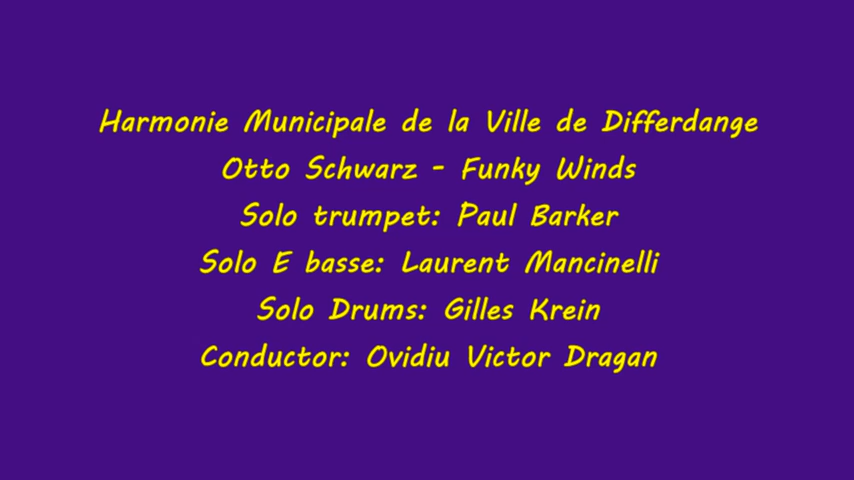 Harmonie Municipale de la Ville de Differdange
Otto Schwarz - Funky Winds
Solo trumpet: Paul Barker
Solo E basse: Laurent Mancinelli
Solo Drums: Gilles Krein
Conductor: Ovidiu Victor Dragan